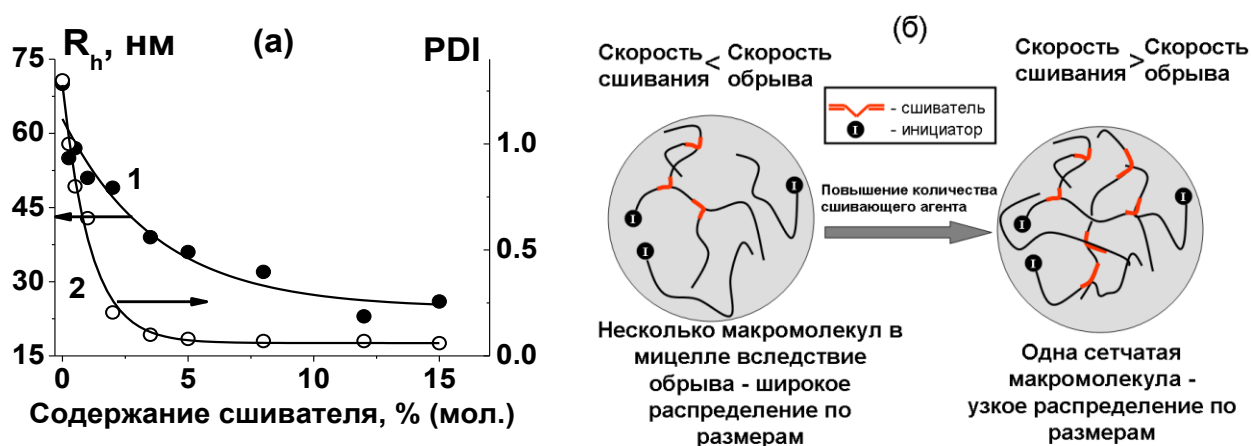 R_h, нм
(а)
PDI
75
60
45
30
15
1.0
0.5
0.0
1
2
0
5
10
15
Содержание сшивателя, % (мол.)
(б)
Скорость < Скорость
сшивания обрыва
Скорость > Скорость
сшивания обрыва
- сшиватель
I - инициатор
I
I
I
Повышение количества
сшивающего агента
I
I
I
Несколько макромолекул в
мицелле вследствие
обрыва - широкое
распределение по
размерам
Одна сетчатая
макромолекула -
узкое распределение по
размерам